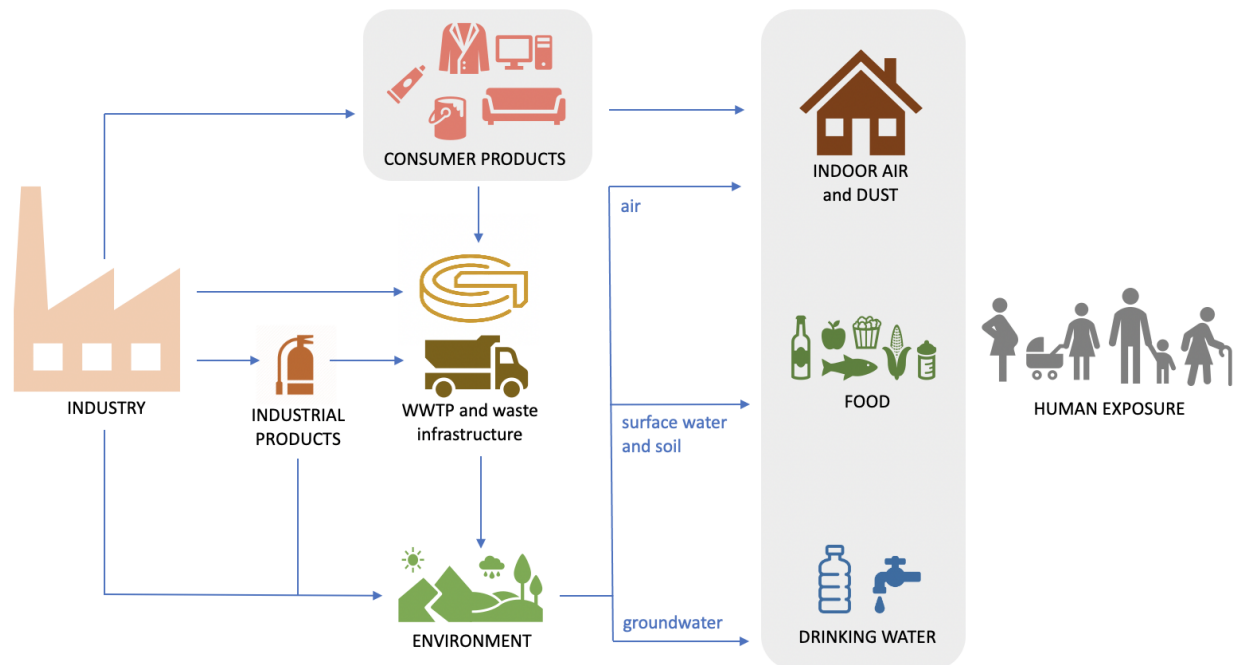 CONSUMER PRODUCTS
INDOOR AIR
and DUST
air
INDUSTRY
INDUSTRIAL
PRODUCTS
WWTP and waste
infrastructure
surface water
and soil
FOOD
HUMAN EXPOSURE
ENVIRONMENT
groundwater
DRINKING WATER